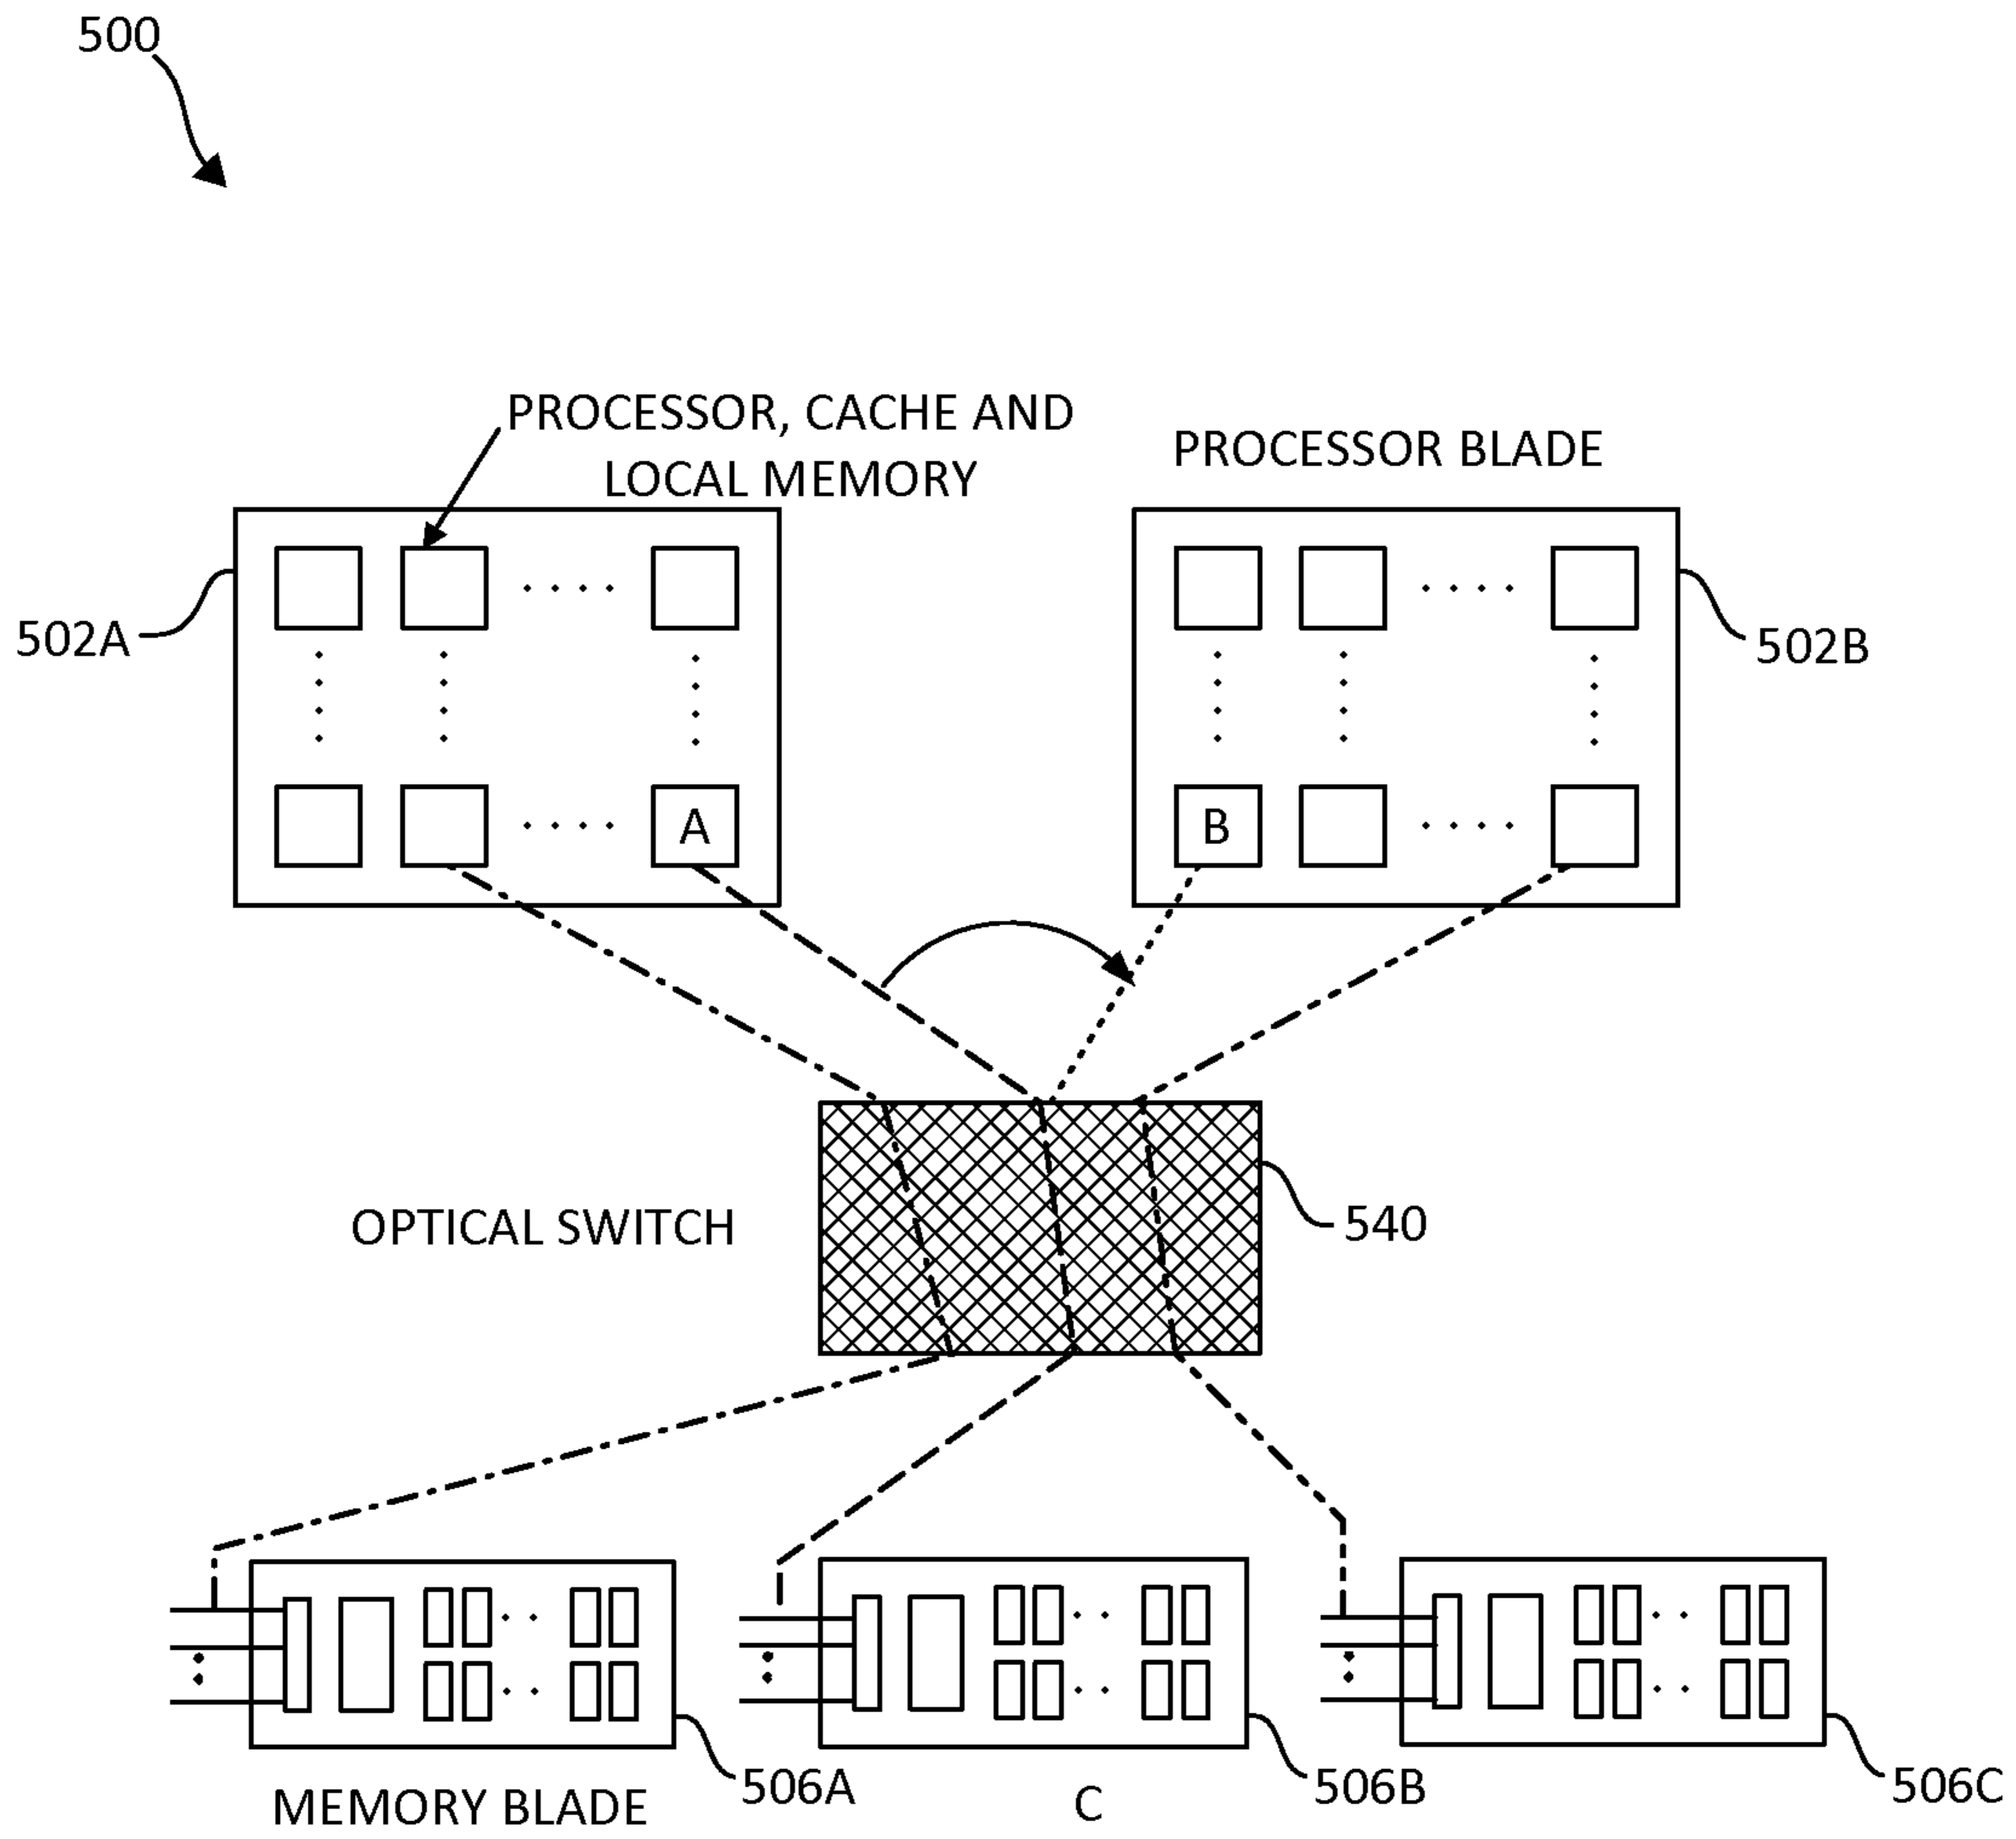 500
PROCESSOR, CACHE AND
LOCAL MEMORY
PROCESSOR BLADE
502A
502B
A
B
OPTICAL SWITCH
540
506A
506B
506C
MEMORY BLADE
C